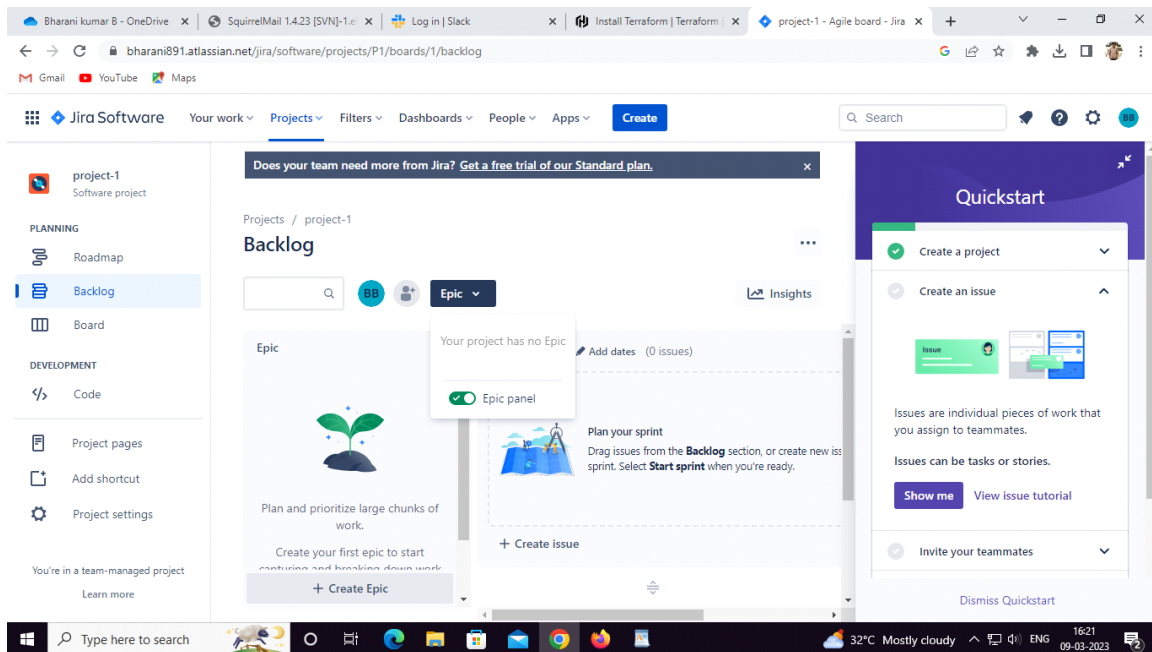 Bharani kumar B - OneDrive
SquirrelMail 1.4.23 [SVN]-1.el
Log in | Slack
Install Terraform | Terraform
project-1 - Agile board - Jira
bharani891.atlassian.net/jira/software/projects/P1/boards/1/backlog
Gmail
YouTube
Maps
Jira Software
Your work
Projects
Filters
Dashboards
People
Apps
Create
Search
BB
project-1
Software project
PLANNING
Roadmap
Backlog
Board
DEVELOPMENT
Code
Project pages
Add shortcut
Project settings
You're in a team-managed project
Learn more
Does your team need more from Jira? Get a free trial of our Standard plan.
Projects / project-1
Backlog
BB
Epic
Insights
Your project has no Epic
Epic panel
Epic
Plan and prioritize large chunks of
work.
Create your first epic to start
capturing and breaking down work
+ Create Epic
Add dates (0 issues)
Plan your sprint
Drag issues from the Backlog section, or create new iss
sprint. Select Start sprint when you're ready.
+ Create issue
Quickstart
Create a project
Create an issue
Issue
Issues are individual pieces of work that
you assign to teammates.
Issues can be tasks or stories.
Show me
View issue tutorial
Invite your teammates
Dismiss Quickstart
Type here to search
32°C Mostly cloudy
ENG
16:21
09-03-2023
2